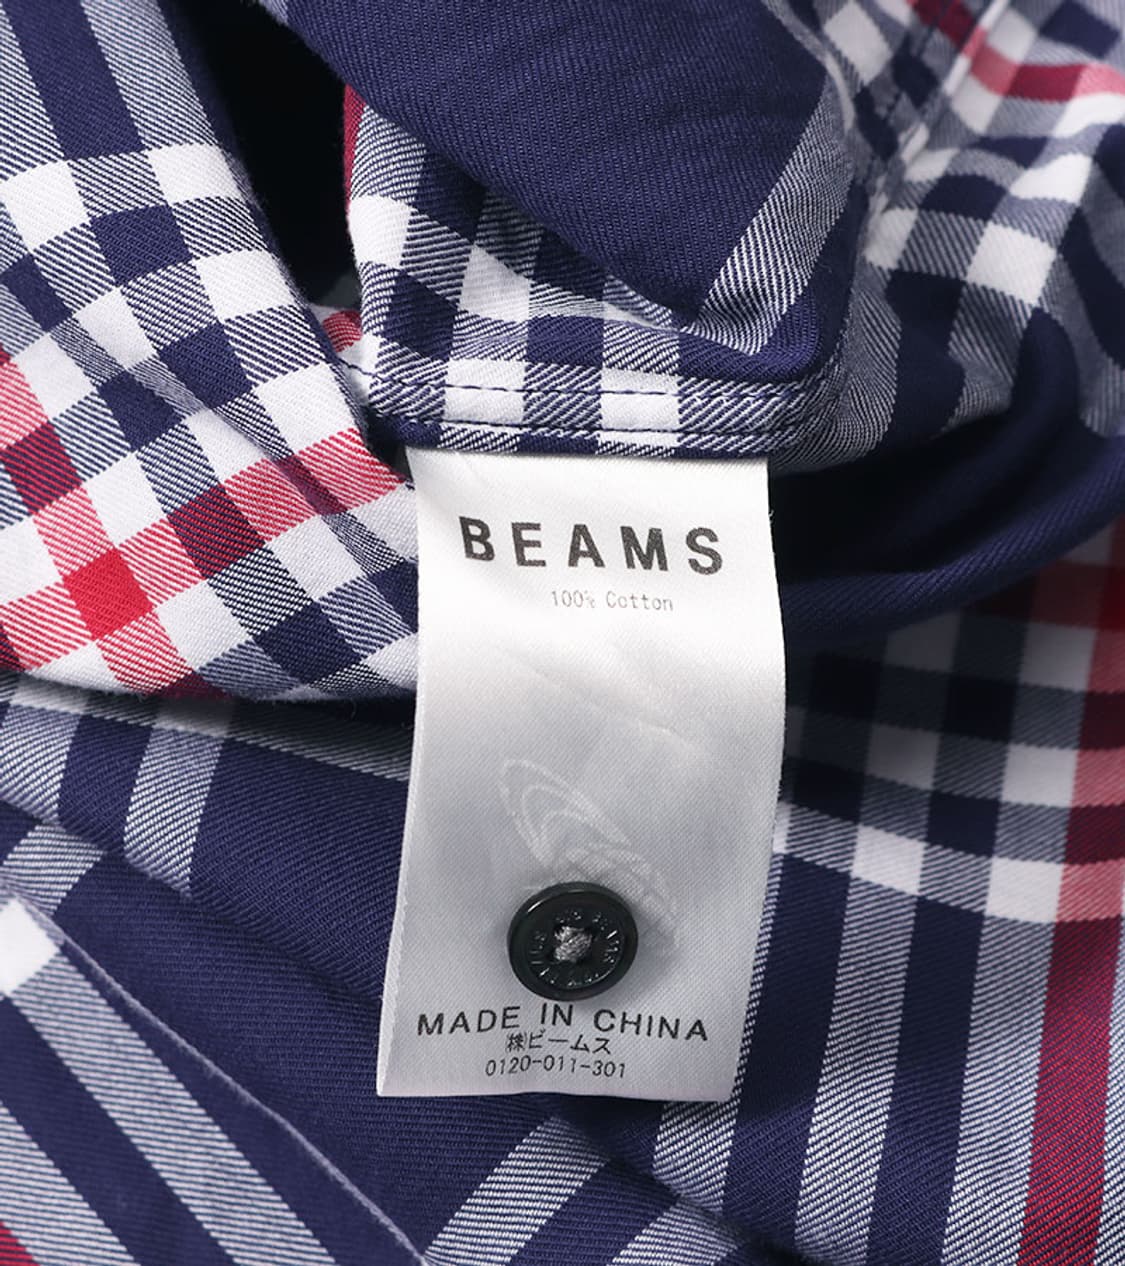 BEAMS
100% Cotton
MADE IN CHINA
㈱ビームス
0120-011-301